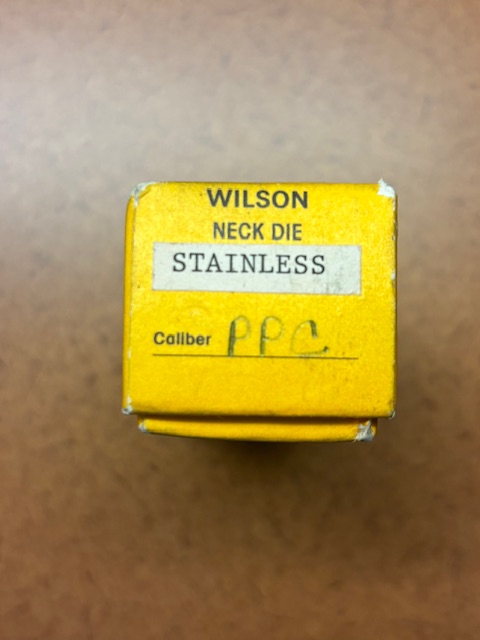 WILSON
NECK DIE
STAINLESS
Caliber PPC